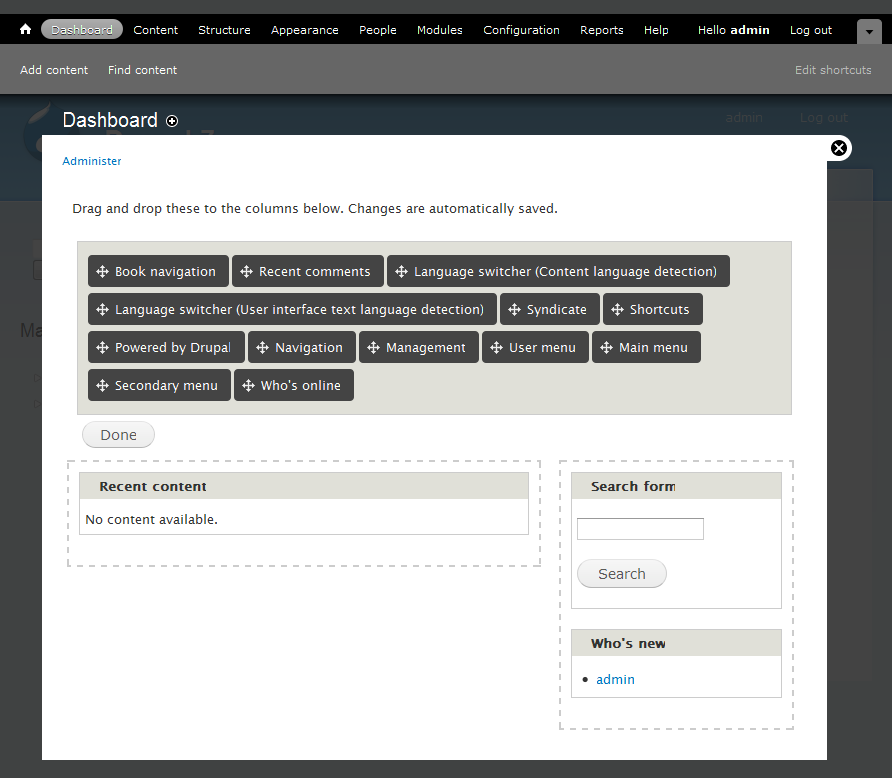 Dashboard Content Structure Appearance People Modules Configuration Reports Help Hello admin Log out
Add content Find content Edit shortcuts
admin Log out
Dashboard
Administer
Drag and drop these to the columns below. Changes are automatically saved.
Book navigation Recent comments Language switcher (Content language detection)
Language switcher (User interface text language detection) Syndicate Shortcuts
Powered by Drupal Navigation Management User menu Main menu
Secondary menu Who's online
Done
Recent content
No content available.
Search form
Search
Who's new
admin